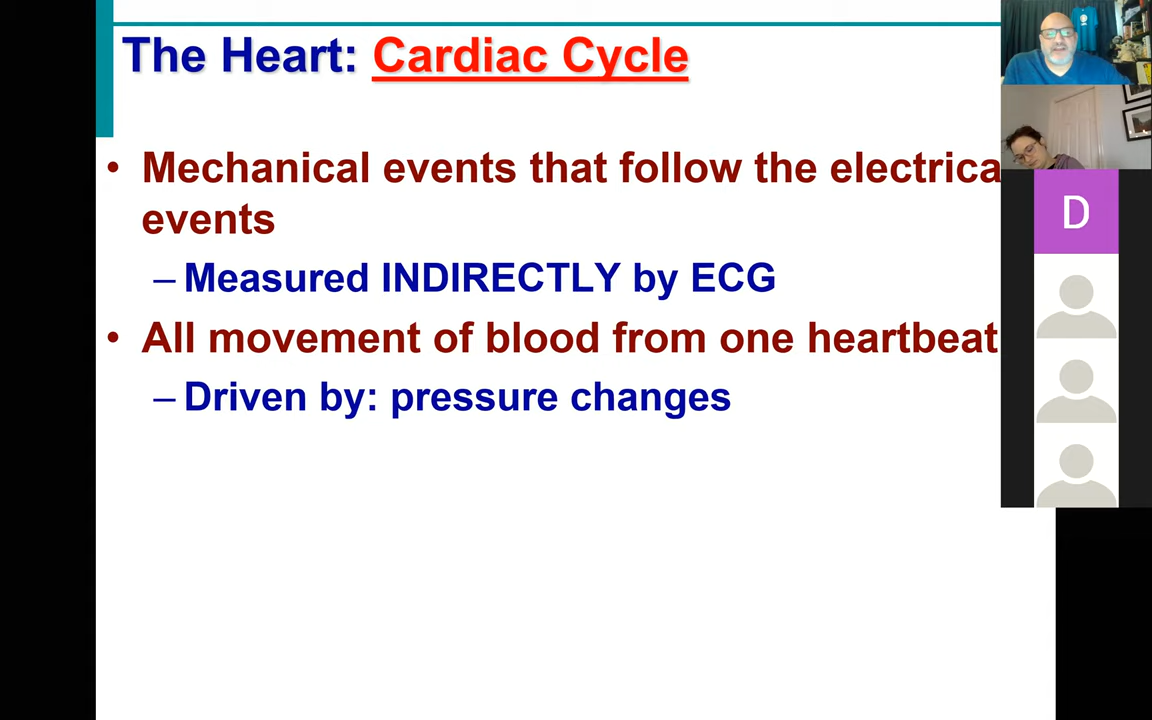 The Heart: Cardiac Cycle
• Mechanical events that follow the electrica
events
– Measured INDIRECTLY by ECG
• All movement of blood from one heartbeat
– Driven by: pressure changes
D